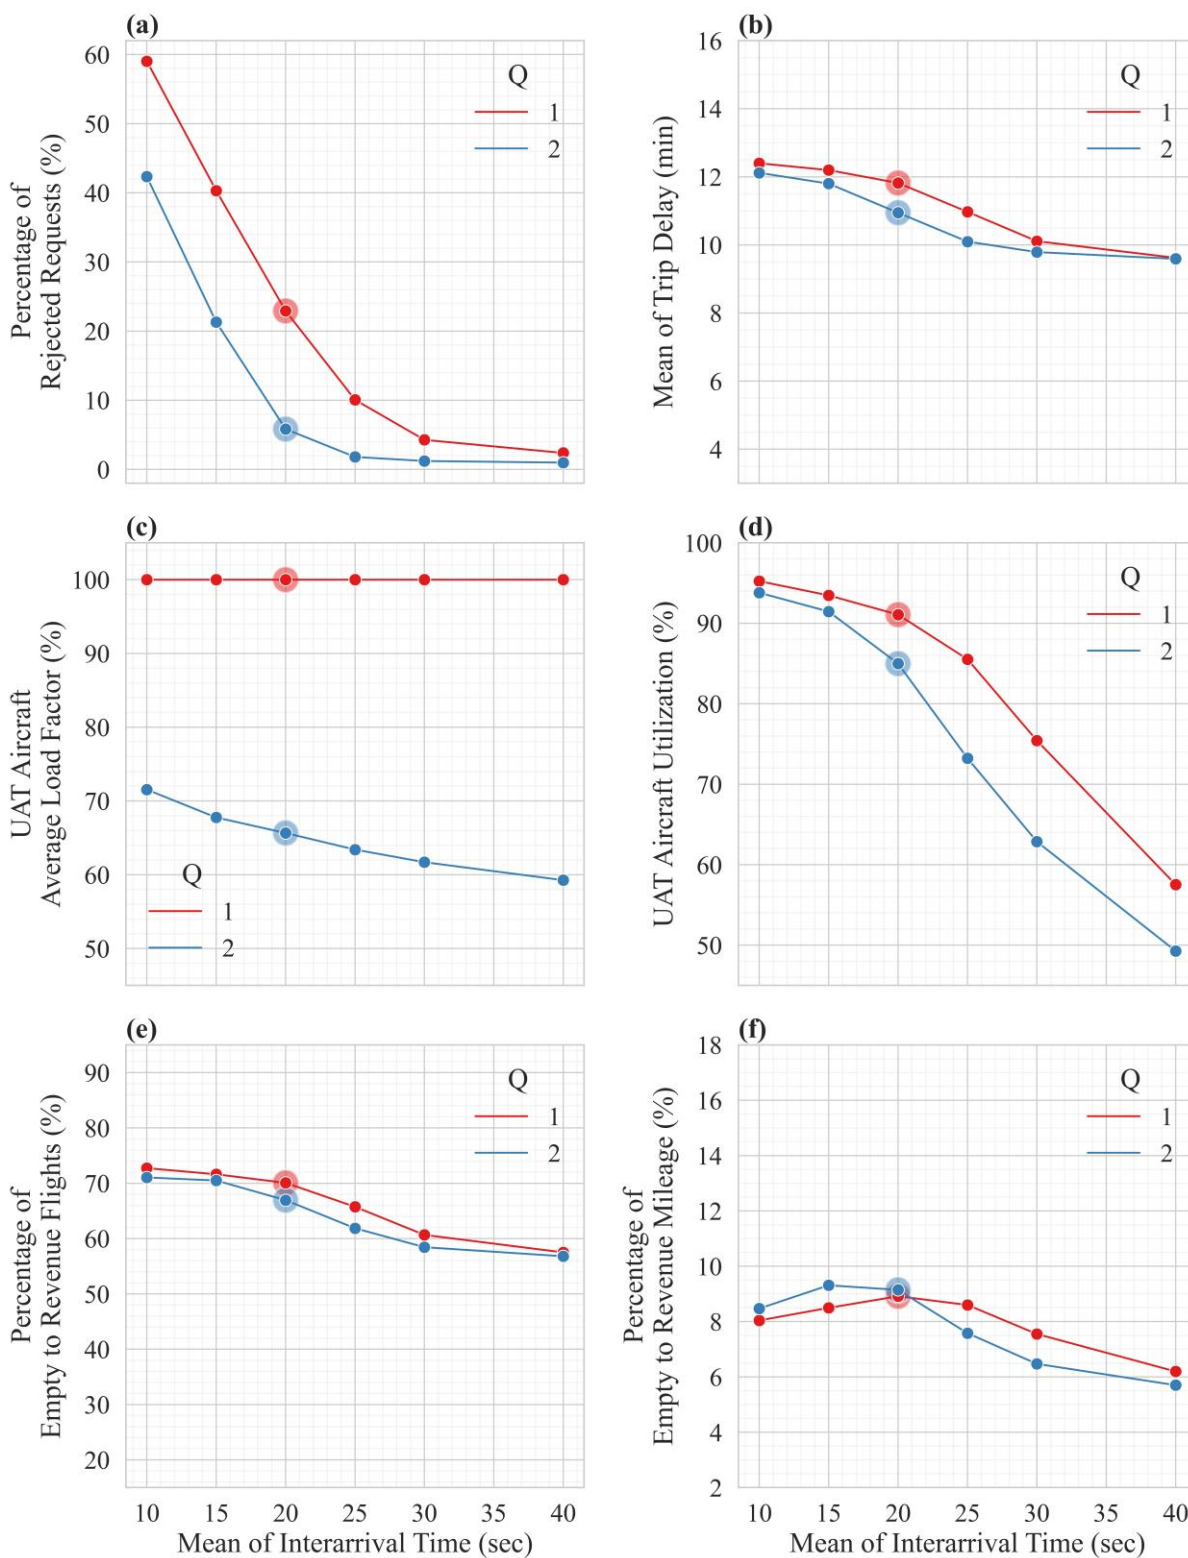 (a)
60
50
40
30
20
10
0
Percentage of
Rejected Requests (%)
Q
1
2
(b)
16
14
12
10
8
6
4
Mean of Trip Delay (min)
Q
1
2
(c)
100
90
80
70
60
50
UAT Aircraft
Average Load Factor (%)
Q
1
2
(d)
100
90
80
70
60
50
UAT Aircraft Utilization (%)
Q
1
2
(e)
90
80
70
60
50
40
30
20
Percentage of
Empty to Revenue Flights (%)
Q
1
2
10 15 20 25 30 35 40
Mean of Interarrival Time (sec)
(f)
18
16
14
12
10
8
6
4
2
Percentage of
Empty to Revenue Mileage (%)
Q
1
2
10 15 20 25 30 35 40
Mean of Interarrival Time (sec)